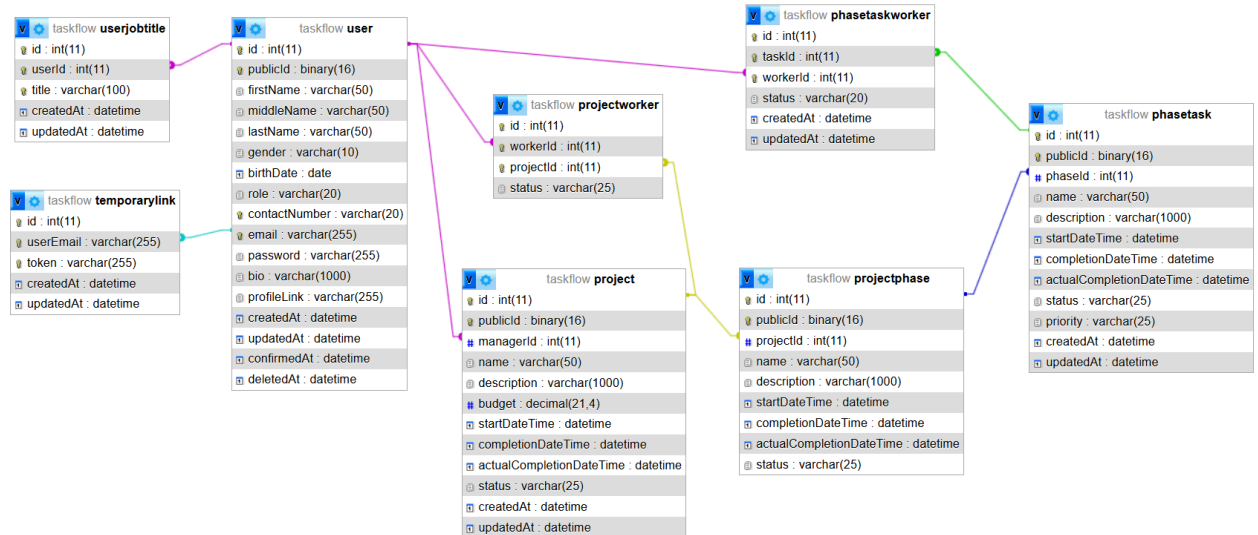 taskflow userjobtitle
id : int(11)
userId : int(11)
title : varchar(100)
createdAt : datetime
updatedAt : datetime
taskflow temporarylink
id : int(11)
userEmail : varchar(255)
token : varchar(255)
createdAt : datetime
updatedAt : datetime
taskflow user
id : int(11)
publicId : binary(16)
firstName : varchar(50)
middleName : varchar(50)
lastName : varchar(50)
gender : varchar(10)
birthDate : date
role : varchar(20)
contactNumber : varchar(20)
email : varchar(255)
password : varchar(255)
bio : varchar(1000)
profileLink : varchar(255)
createdAt : datetime
updatedAt : datetime
confirmedAt : datetime
deletedAt : datetime
taskflow projectworker
id : int(11)
workerId : int(11)
projectId : int(11)
status : varchar(25)
taskflow project
id : int(11)
publicId : binary(16)
managerId : int(11)
name : varchar(50)
description : varchar(1000)
budget : decimal(21,4)
startDateTime : datetime
completionDateTime : datetime
actualCompletionDateTime : datetime
status : varchar(25)
createdAt : datetime
updatedAt : datetime
taskflow phasetaskworker
id : int(11)
taskId : int(11)
workerId : int(11)
status : varchar(20)
createdAt : datetime
updatedAt : datetime
taskflow projectphase
id : int(11)
publicId : binary(16)
projectId : int(11)
name : varchar(50)
description : varchar(1000)
startDateTime : datetime
completionDateTime : datetime
actualCompletionDateTime : datetime
status : varchar(25)
taskflow phasetask
id : int(11)
publicId : binary(16)
phaseId : int(11)
name : varchar(50)
description : varchar(1000)
startDateTime : datetime
completionDateTime : datetime
actualCompletionDateTime : datetime
status : varchar(25)
priority : varchar(25)
createdAt : datetime
updatedAt : datetime